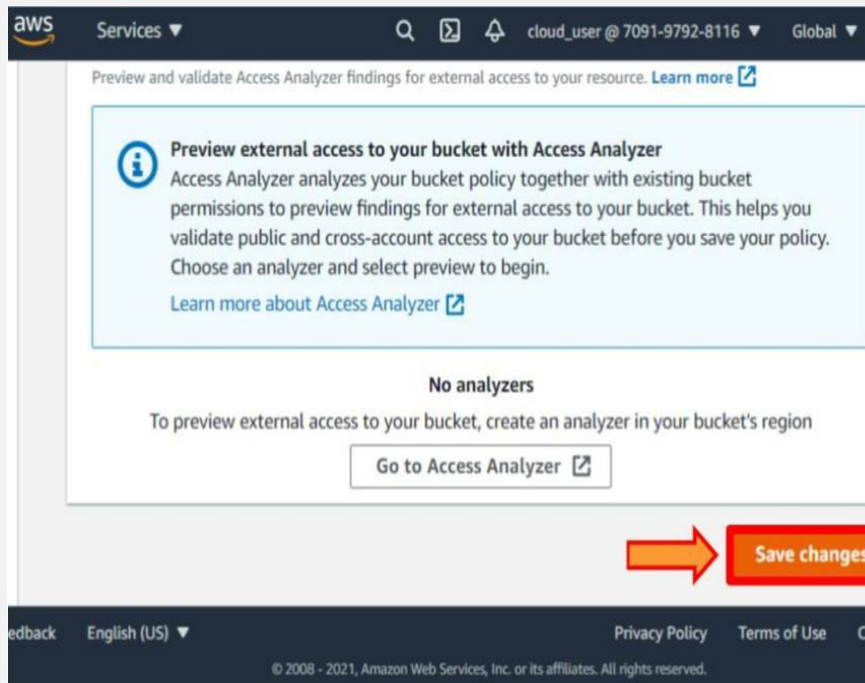 aws Services ▼ cloud_user @ 7091-9792-8116 ▼ Global ▼
Preview and validate Access Analyzer findings for external access to your resource. Learn more
Preview external access to your bucket with Access Analyzer
Access Analyzer analyzes your bucket policy together with existing bucket
permissions to preview findings for external access to your bucket. This helps you
validate public and cross-account access to your bucket before you save your policy.
Choose an analyzer and select preview to begin.
Learn more about Access Analyzer
No analyzers
To preview external access to your bucket, create an analyzer in your bucket's region
Go to Access Analyzer
Save changes
edback English (US) ▼ Privacy Policy Terms of Use C
© 2008 - 2021, Amazon Web Services, Inc. or its affiliates. All rights reserved.